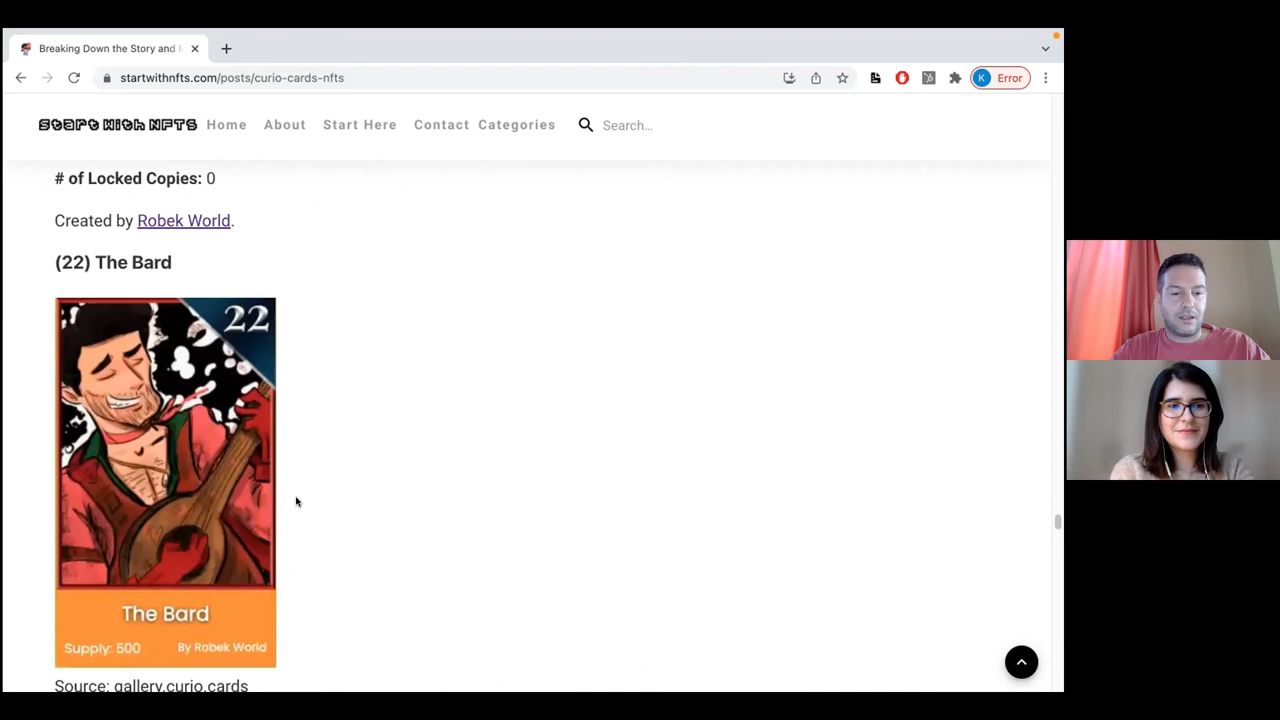 Breaking Down the Story and
startwithnfts.com/posts/curio-cards-nfts
K Error
Start With NFTS Home About Start Here Contact Categories Search...
# of Locked Copies: 0
Created by Robek World.
(22) The Bard
22
The Bard
Supply: 500 By Robek World
Source: gallery.curio.cards